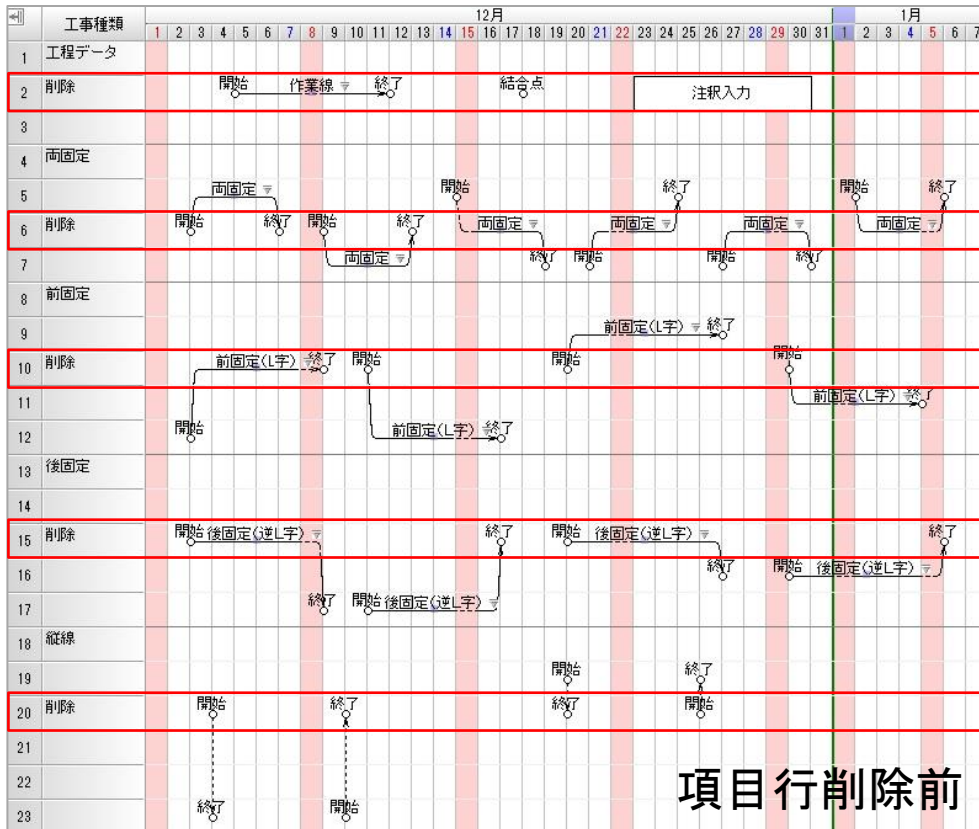 工事種類 12月 1月
1 2 3 4 5 6 7 8 9 10 11 12 13 14 15 16 17 18 19 20 21 22 23 24 25 26 27 28 29 30 31 1 2 3 4 5 6 7
1 工程データ
2 削除 開始 作業線 終了 結合点 注釈入力
3
4 両固定
両固定 開始 終了 開始 終了
5
6 削除 開始 終了 開始 終了 両固定 両固定 両固定 両固定
7 両固定 終了 開始 開始 終了
8 前固定
9 前固定(L字) 終了
10 削除 前固定(L字) 終了 開始 開始 開始
11 前固定(L字) 終了
12 開始 前固定(L字) 終了
13 後固定
14
15 削除 開始 後固定(逆L字) 終了 開始 後固定(逆L字) 終了
16 終了 開始 後固定(逆L字)
17 終了 開始 後固定(逆L字)
18 縦線
19 開始 終了
20 削除 開始 終了 終了 開始
21
22
項目行削除前
23 終了 開始